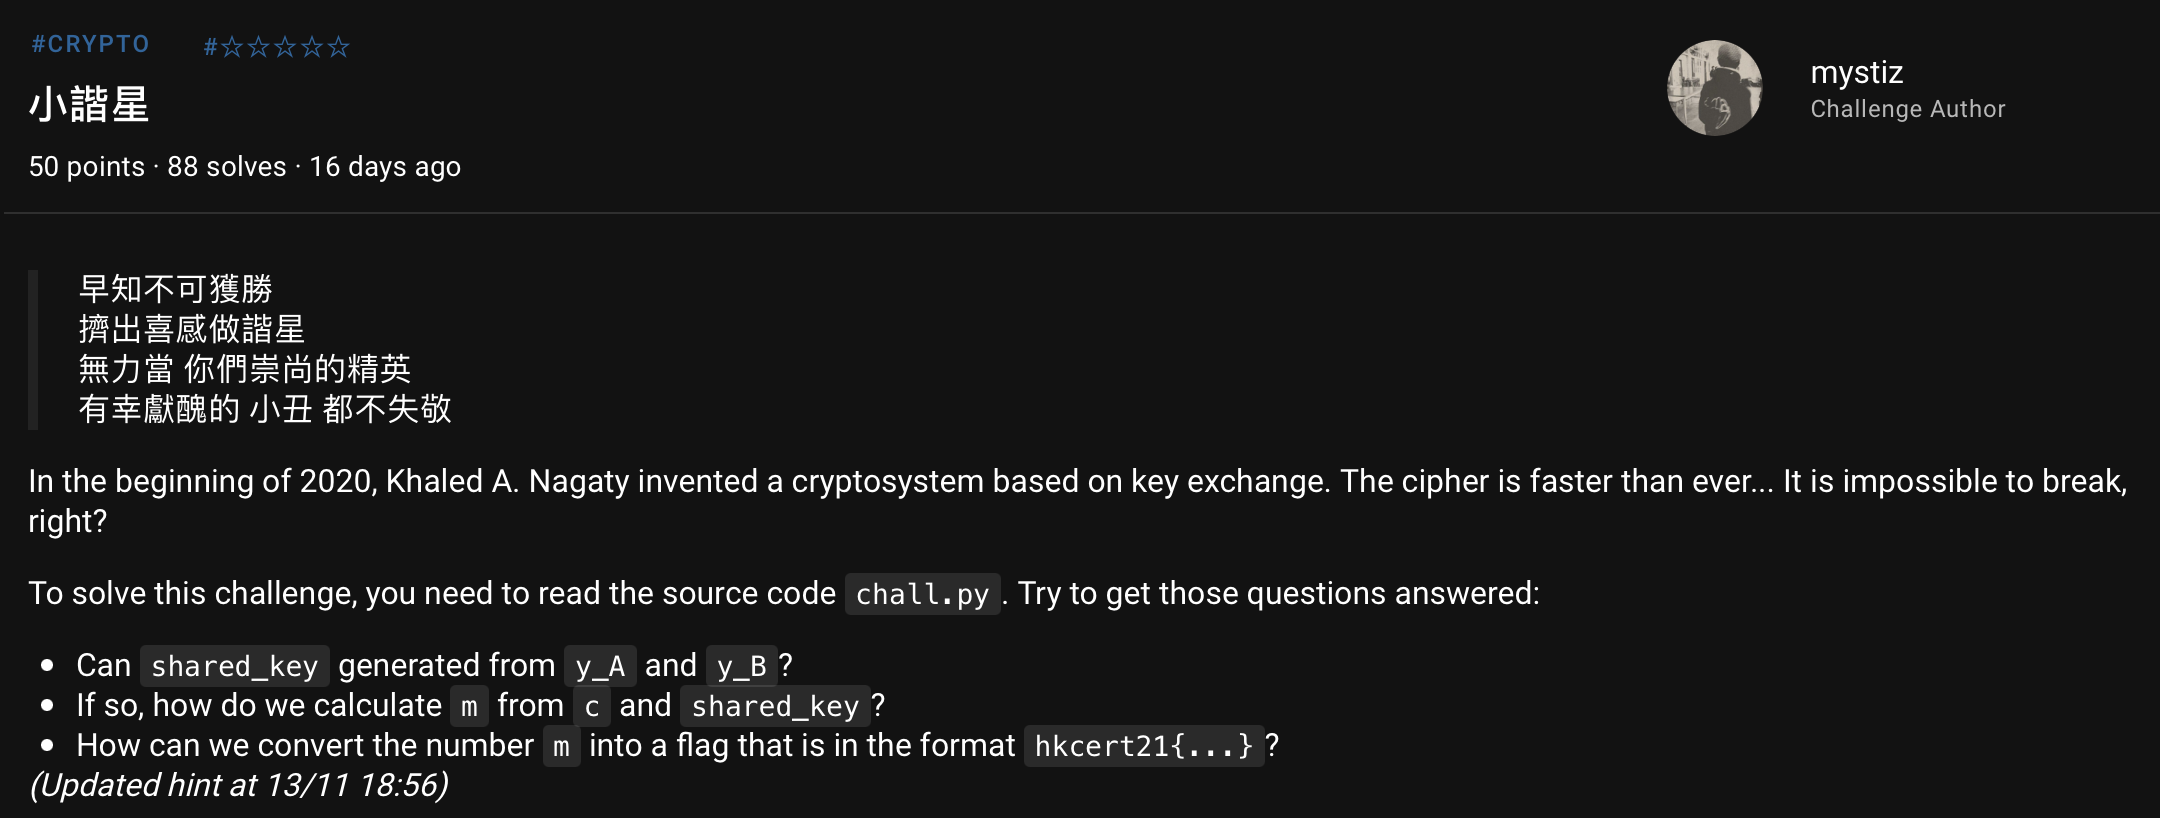 #CRYPTO #☆☆☆☆☆
小諧星
50 points · 88 solves · 16 days ago
mystiz
Challenge Author
早知不可獲勝
擠出喜感做諧星
無力當 你們崇尚的精英
有幸獻醜的 小丑 都不失敬
In the beginning of 2020, Khaled A. Nagaty invented a cryptosystem based on key exchange. The cipher is faster than ever... It is impossible to break,
right?
To solve this challenge, you need to read the source code chall.py. Try to get those questions answered:
• Can shared_key generated from y_A and y_B?
• If so, how do we calculate m from c and shared_key?
• How can we convert the number m into a flag that is in the format hkcert21{...}?
(Updated hint at 13/11 18:56)